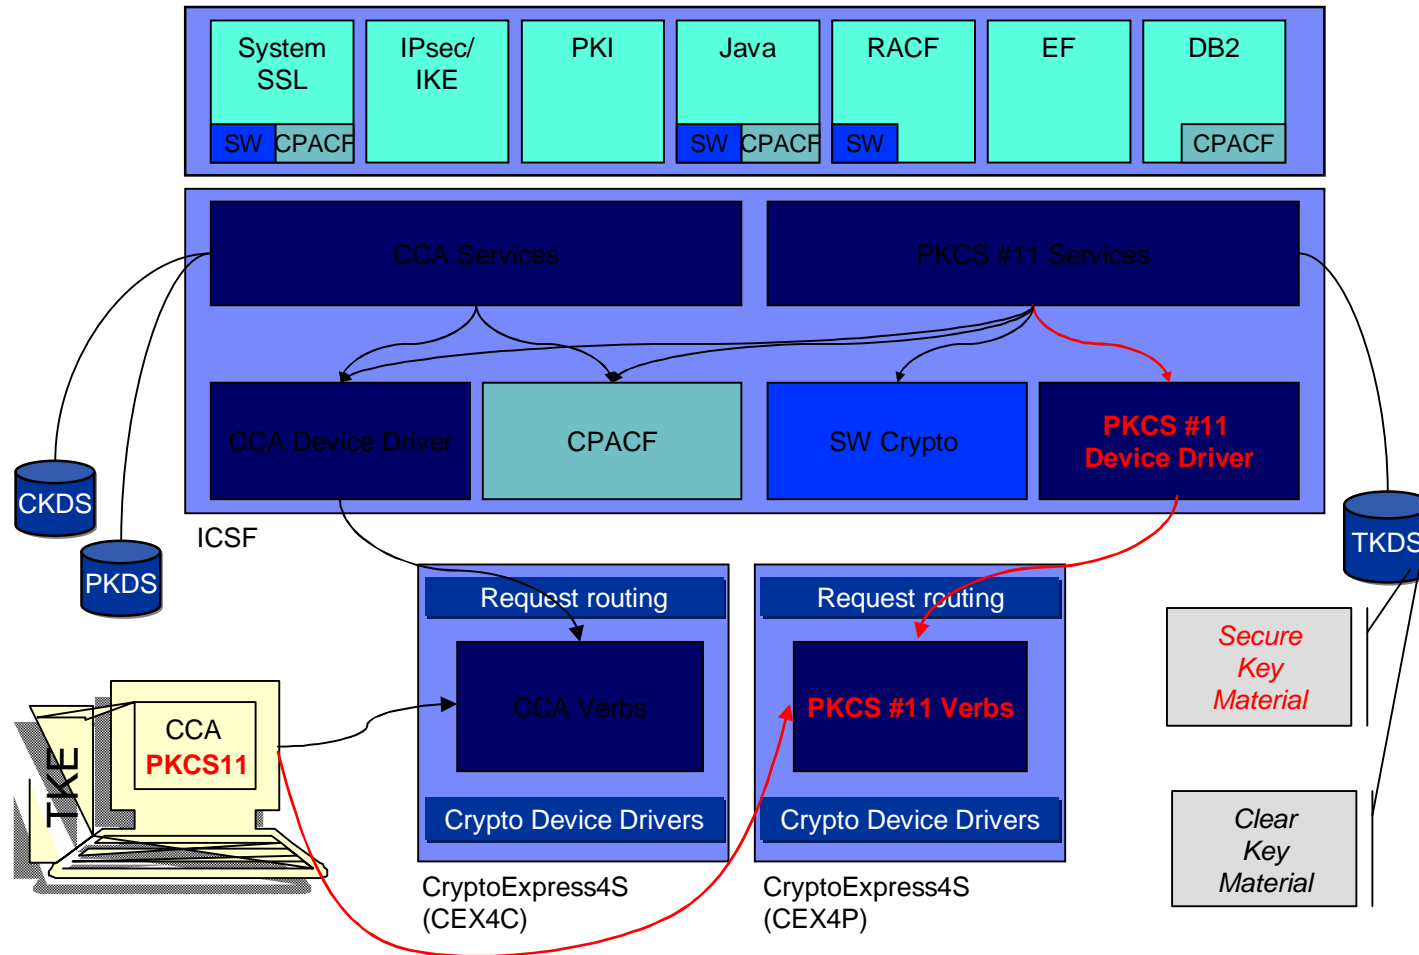 System
SSL
SW
CPACF
IPsec/
IKE
PKI
Java
SW
CPACF
RACF
SW
EF
DB2
CPACF
CCA Services
PKCS #11 Services
CCA Device Driver
CPACF
SW Crypto
PKCS #11
Device Driver
ICSF
CKDS
PKDS
TKDS
Request routing
CCA Verbs
Crypto Device Drivers
CryptoExpress4S
(CEX4C)
Request routing
PKCS #11 Verbs
Crypto Device Drivers
CryptoExpress4S
(CEX4P)
TKE
CCA
PKCS11
Secure
Key
Material
Clear
Key
Material